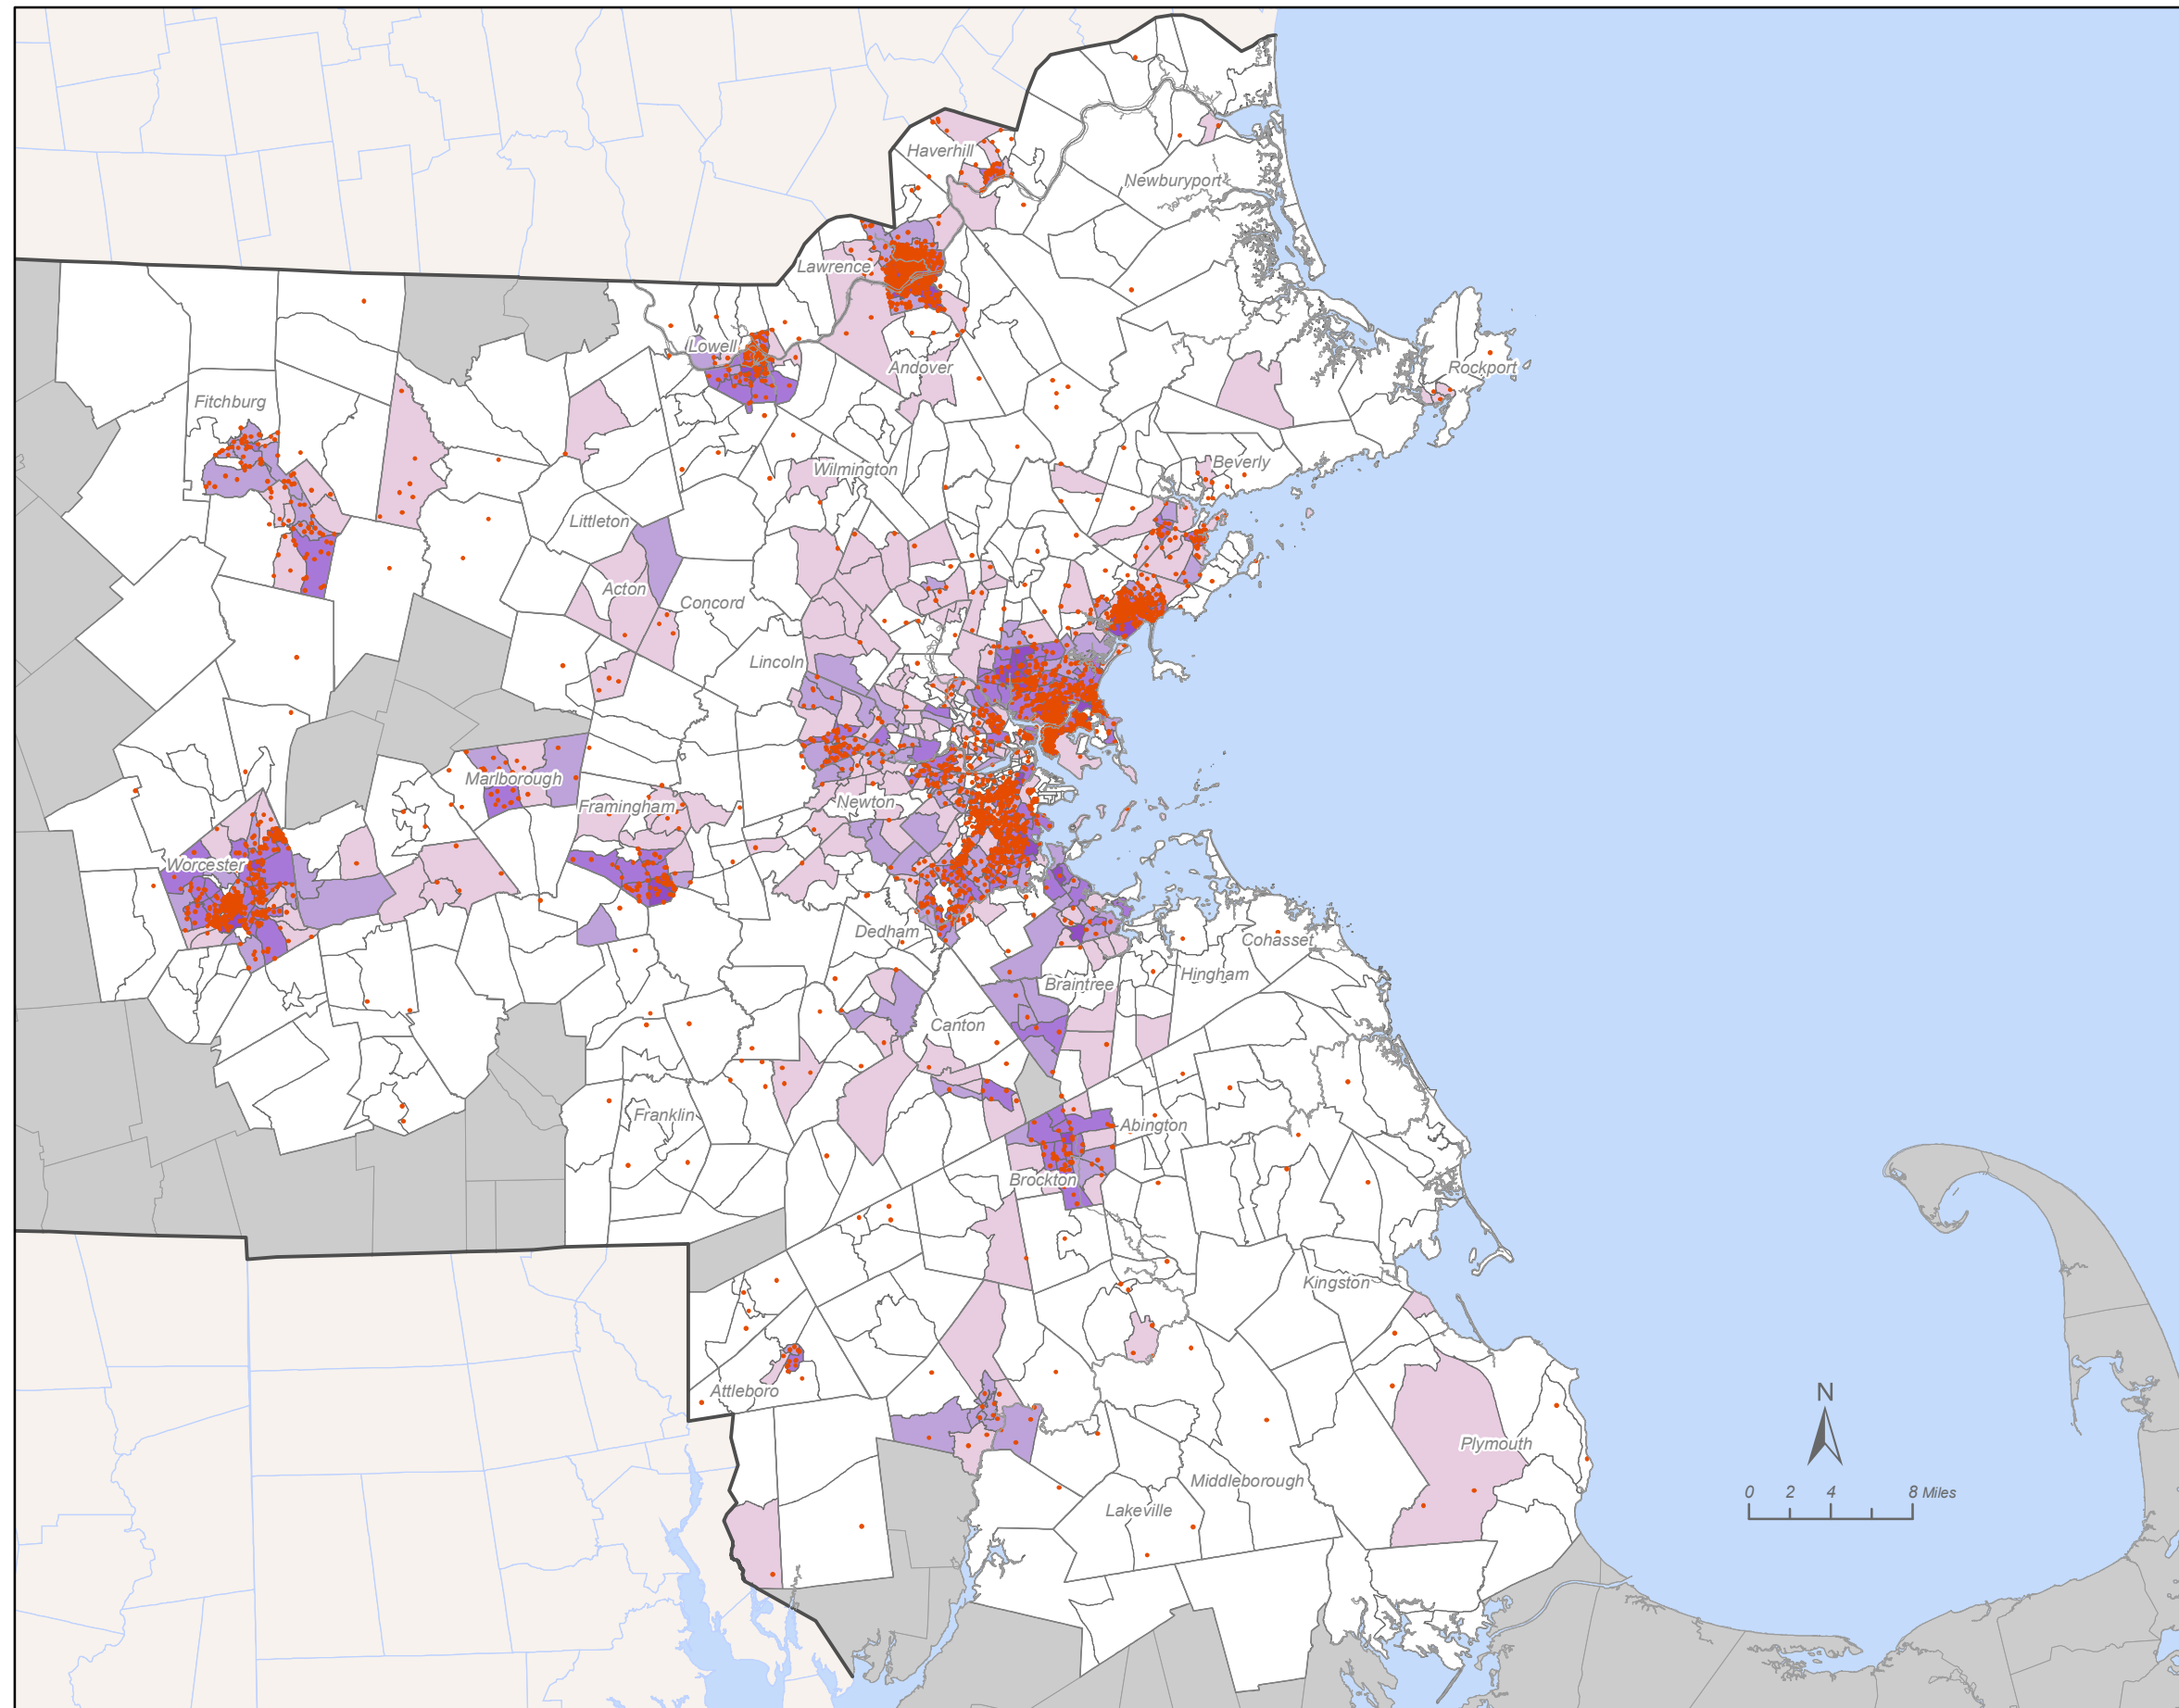 Haverhill
Newburyport
Lawrence
Lowell
Andover
Rockport
Fitchburg
Beverly
Wilmington
Littleton
Acton
Concord
Lincoln
Marlborough
Framingham
Newton
Worcester
Dedham
Cohasset
Hingham
Braintree
Canton
Franklin
Abington
Brockton
Kingston
Attleboro
N
Plymouth
Middleborough
0 2 4 8 Miles
Lakeville